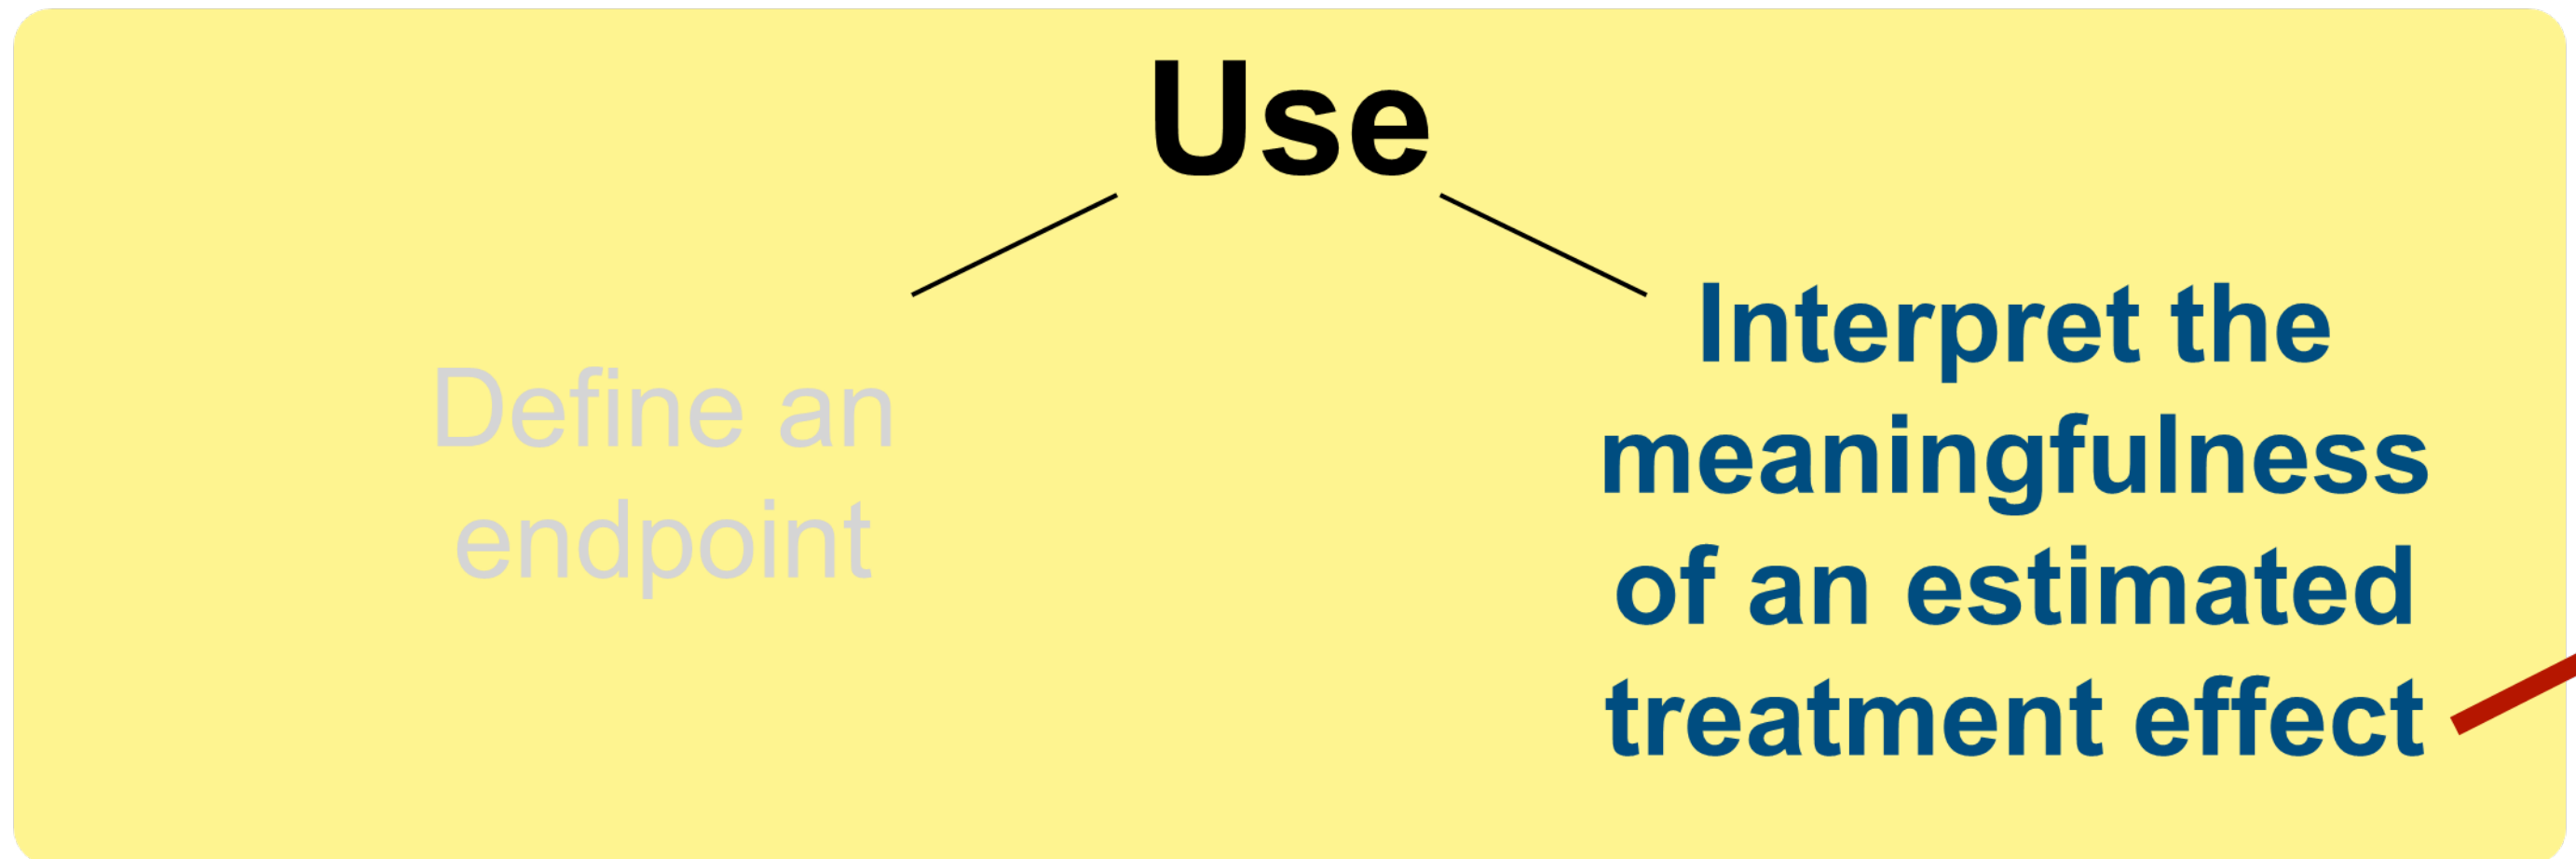 Use
Define an
endpoint
Interpret the
meaningfulness
of an estimated
treatment effect